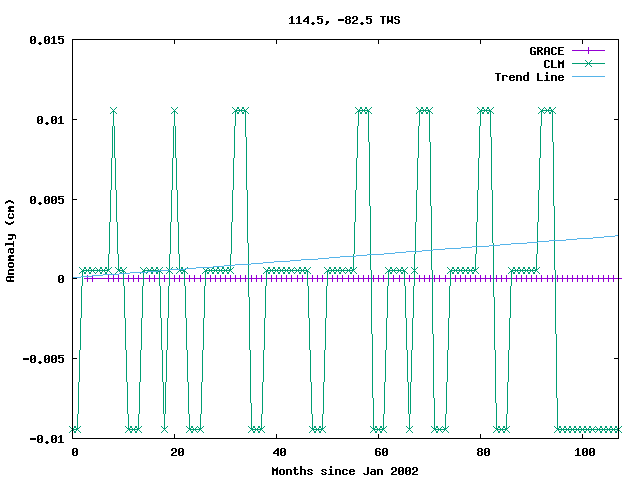 114.5, -82.5 TWS
0.015
GRACE
CLM
Trend Line
0.01
0.005
Anomaly (cm)
0
-0.005
-0.01
0 20 40 60 80 100
Months since Jan 2002